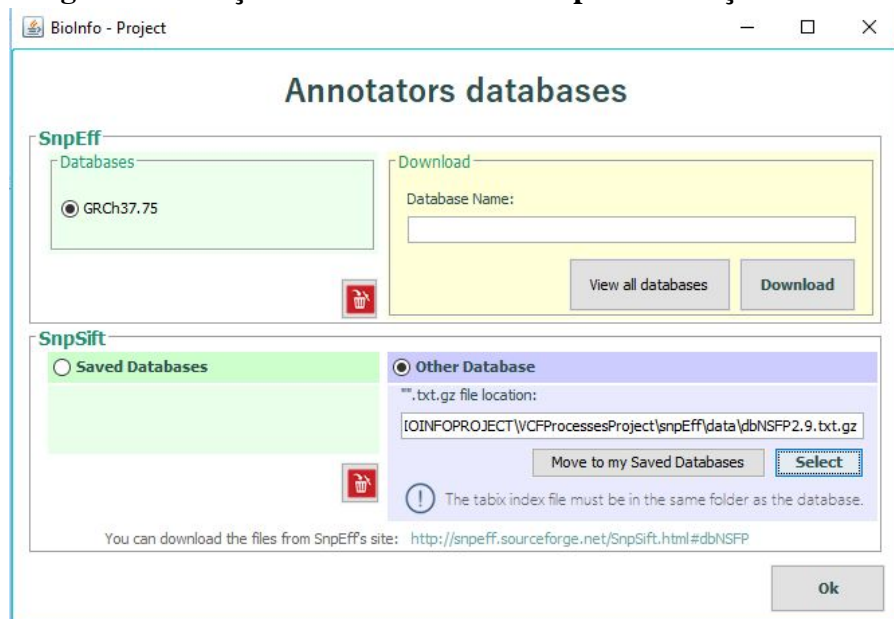 BioInfo - Project
Annotators databases
SnpEff
Databases
GRCh37.75
Download
Database Name:
View all databases
Download
SnpSift
Saved Databases
Other Database
"".txt.gz file location:
IOINFOPROJECT\VCFProcessesProject\snpEff\data\dbNSFP2.9.txt.gz
Move to my Saved Databases
Select
The tabix index file must be in the same folder as the database.
You can download the files from SnpEff's site: http://snpeff.sourceforge.net/SnpSift.html#dbNSFP
Ok